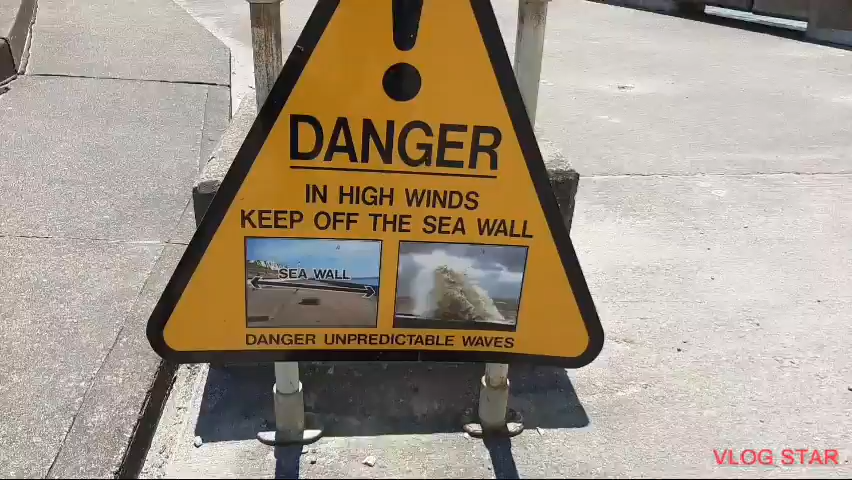 !
DANGER
IN HIGH WINDS
KEEP OFF THE SEA WALL
SEA WALL
DANGER UNPREDICTABLE WAVES
VLOG STAR